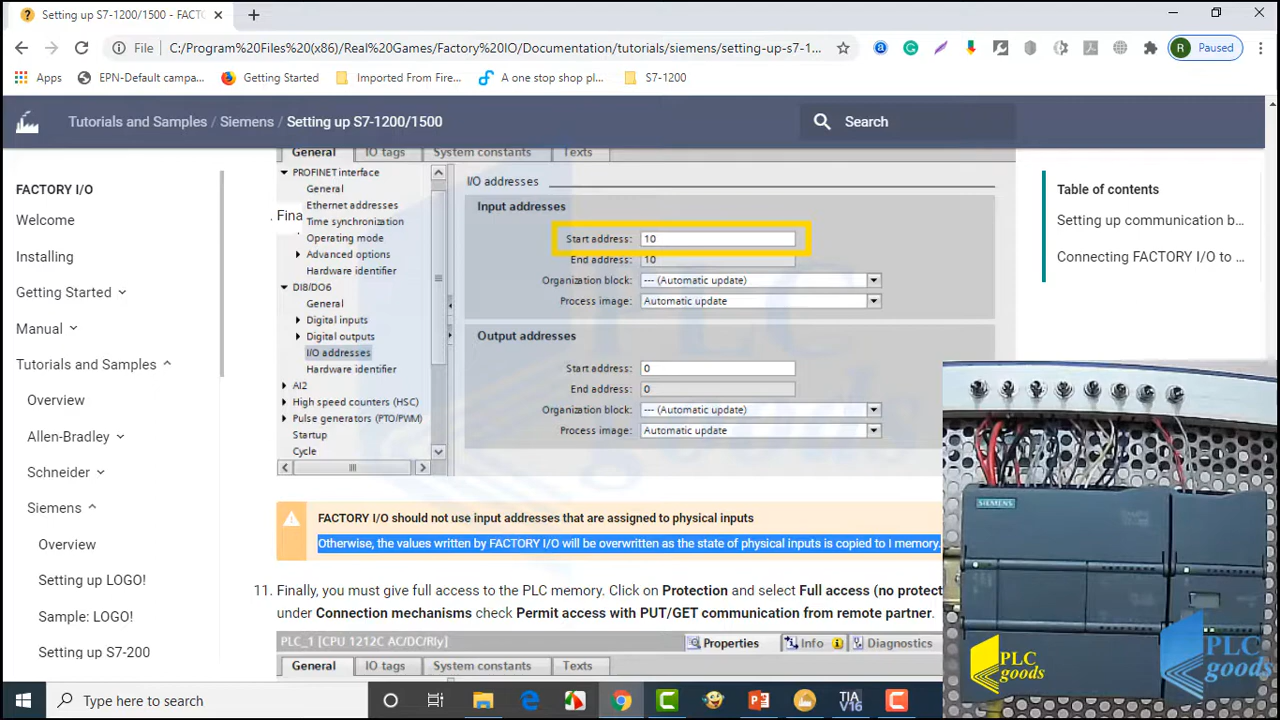 Setting up S7-1200/1500 - FACTO
File
C:/Program%20Files%20(x86)/Real%20Games/Factory%20IO/Documentation/tutorials/siemens/setting-up-s7-1...
R Paused
Apps
EPN-Default campa...
Getting Started
Imported From Fire...
A one stop shop pl...
S7-1200
Tutorials and Samples / Siemens / Setting up S7-1200/1500
Search
FACTORY I/O
Welcome
Installing
Getting Started
Manual
Tutorials and Samples
Overview
Allen-Bradley
Schneider
Siemens
Overview
Setting up LOGO!
Sample: LOGO!
Setting up S7-200
General
IO tags
System constants
Texts
. Fina
PROFINET interface
General
Ethernet addresses
Time synchronization
Operating mode
Advanced options
Hardware identifier
DI8/DO6
General
Digital inputs
Digital outputs
I/O addresses
Hardware identifier
AI2
High speed counters (HSC)
Pulse generators (PTO/PWM)
Startup
Cycle
I/O addresses
Input addresses
Start address: 10
End address: 10
Organization block: --- (Automatic update)
Process image: Automatic update
Output addresses
Start address: 0
End address: 0
Organization block: --- (Automatic update)
Process image: Automatic update
FACTORY I/O should not use input addresses that are assigned to physical inputs
Otherwise, the values written by FACTORY I/O will be overwritten as the state of physical inputs is copied to I memory.
11. Finally, you must give full access to the PLC memory. Click on Protection and select Full access (no protect
under Connection mechanisms check Permit access with PUT/GET communication from remote partner.
PLC_1 [CPU 1212C AC/DC/Rly]
Properties
Info
Diagnostics
General
IO tags
System constants
Texts
Table of contents
Setting up communication b...
Connecting FACTORY I/O to ...
SIEMENS
PLC
goods
PLC
goods
PLC
goods
Type here to search
TIA
V16